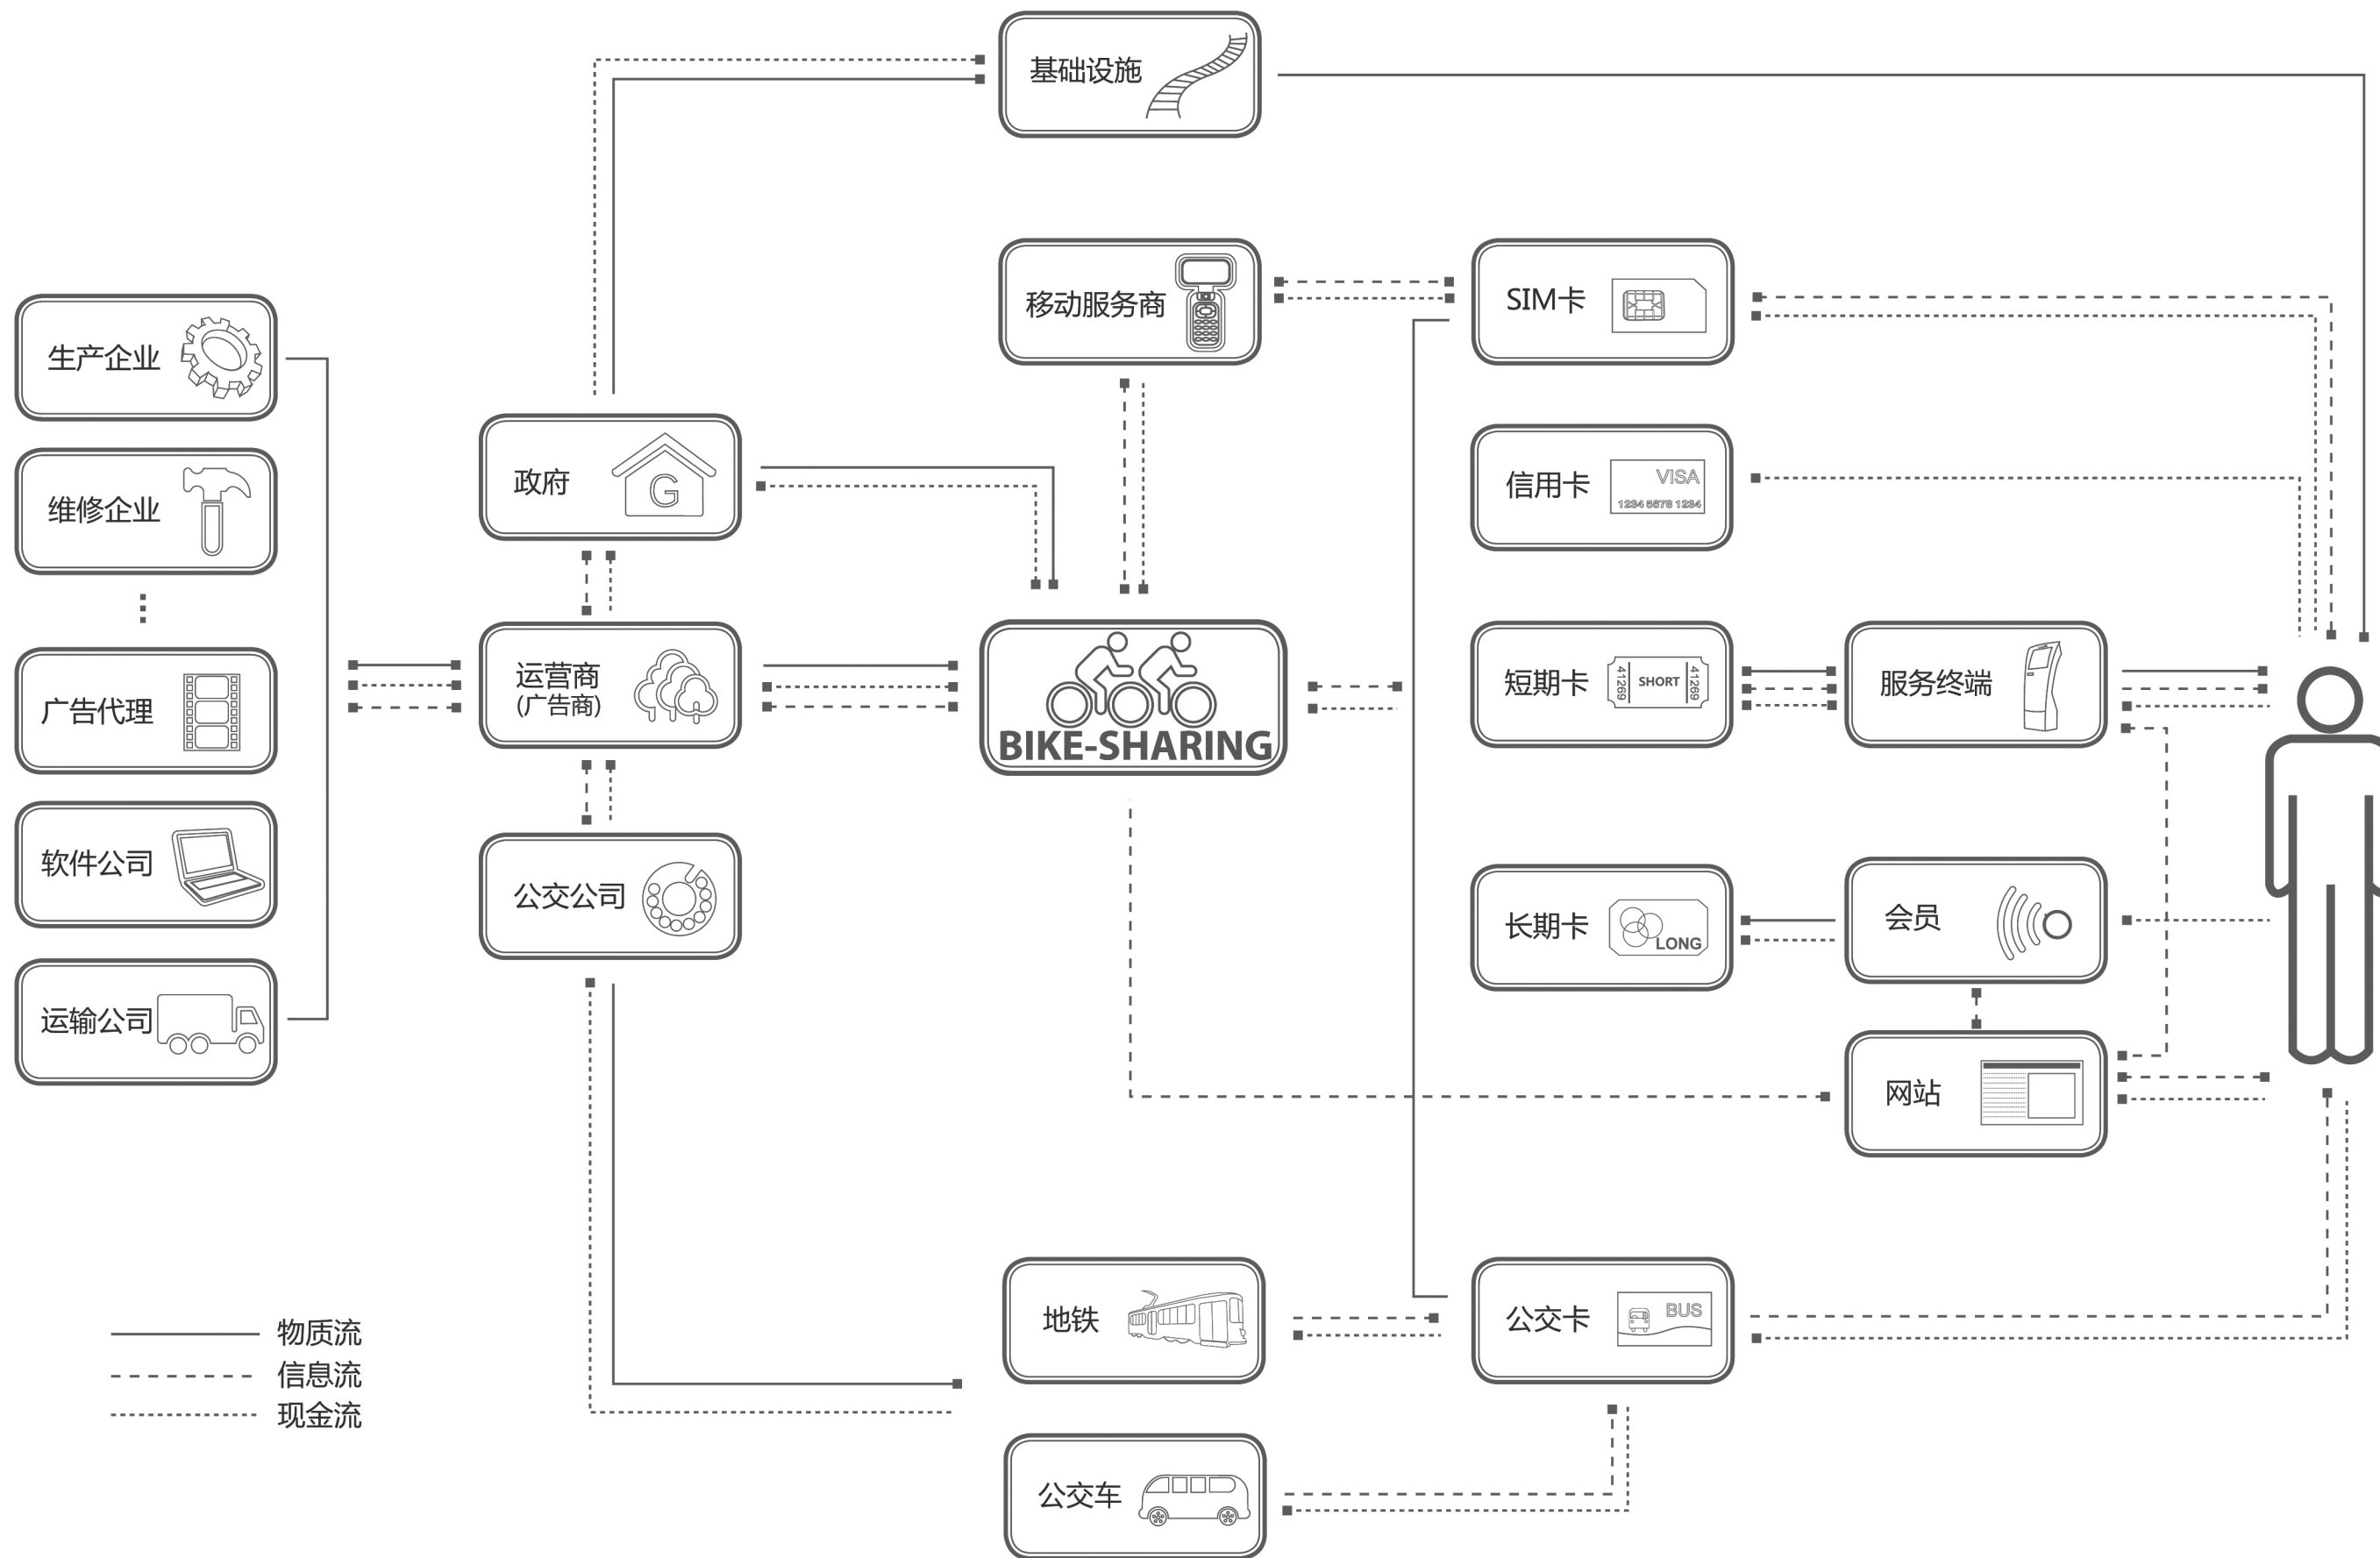 基础设施
移动服务商
SIM卡
生产企业
政府
G
信用卡
VISA
1234 5678 1234
维修企业
广告代理
运营商
(广告商)
BIKE-SHARING
短期卡
41269
SHORT
41269
服务终端
软件公司
公交公司
长期卡
LONG
会员
运输公司
网站
地铁
公交卡
BUS
公交车
物质流
信息流
现金流